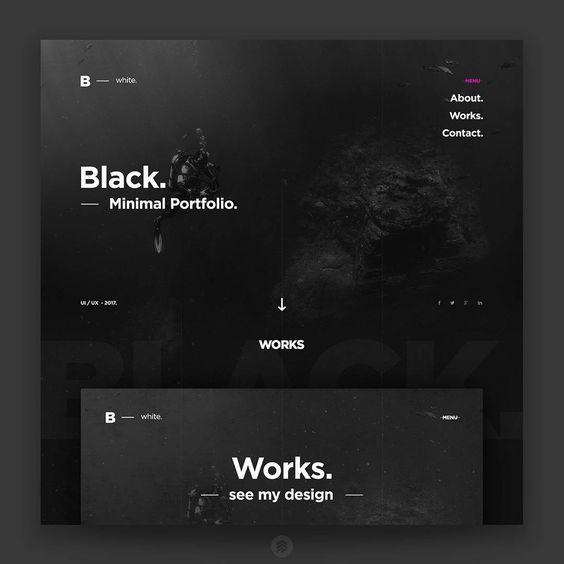 B — white.
MENU
About.
Works.
Contact.
Black.
— Minimal Portfolio.
UI / UX - 2017.
f g+ in
WORKS
BLACK.
B — white.
MENU
Works.
— see my design —